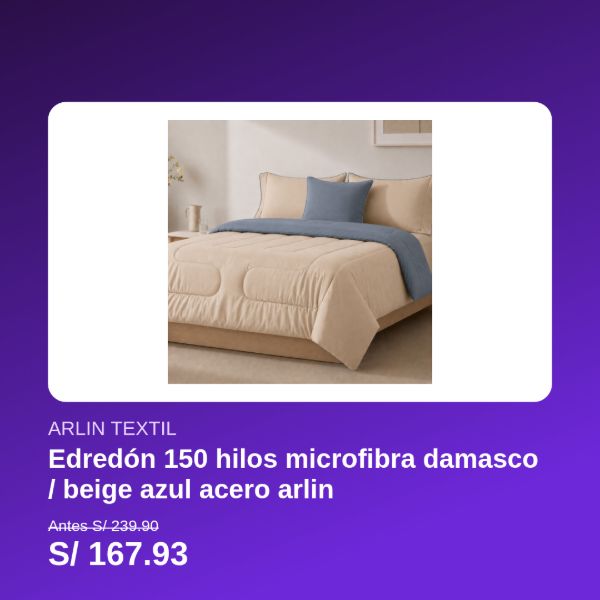 ARLIN TEXTIL
Edredón 150 hilos microfibra damasco
/ beige azul acero arlin
Antes S/ 239.90
S/ 167.93